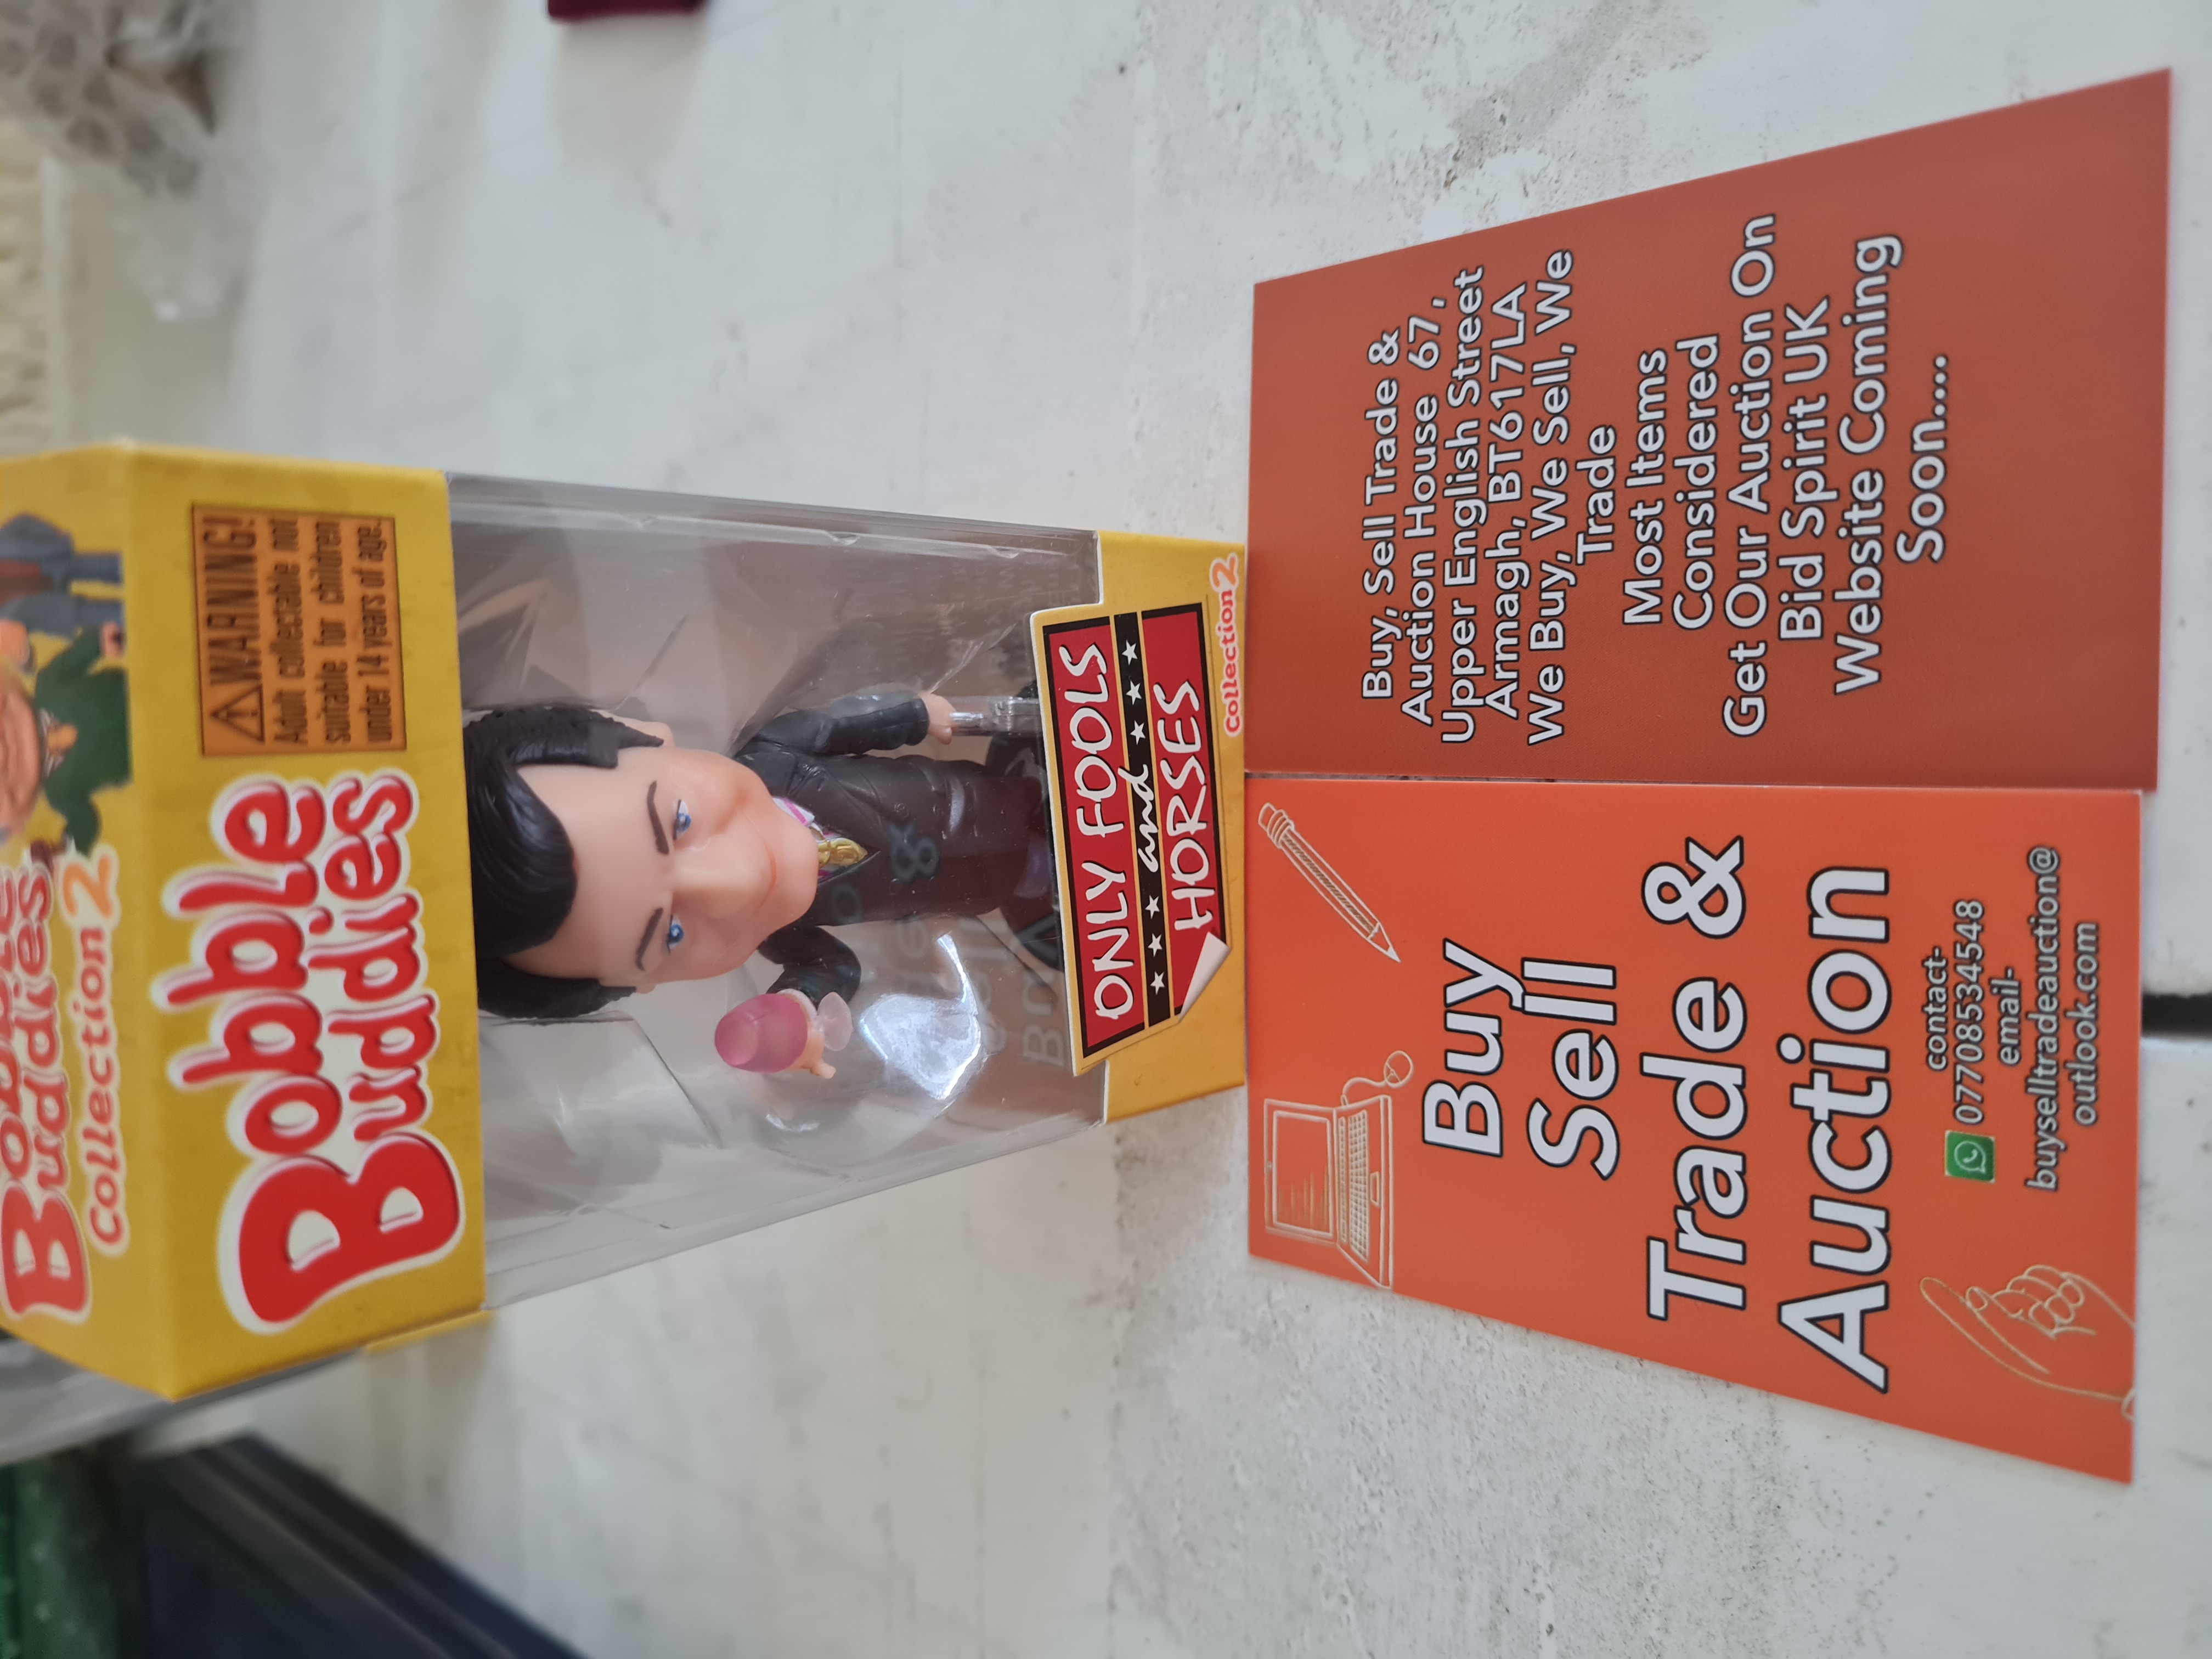 Bobble
Buddies
Collection 2
Bobble
Buddies
WARNING!
Adult collectable not
suitable for children
under 14 years of age.
ONLY FOOLS
and
HORSES
Collection 2
Buy
Sell
Trade &
Auction
contact-
07708534548
email-
buyselltradeauction@
outlook.com
Buy, Sell Trade &
Auction House 67,
Upper English Street
Armagh, BT617LA
We Buy, We Sell, We
Trade
Most Items
Considered
Get Our Auction On
Bid Spirit UK
Website Coming
Soon....